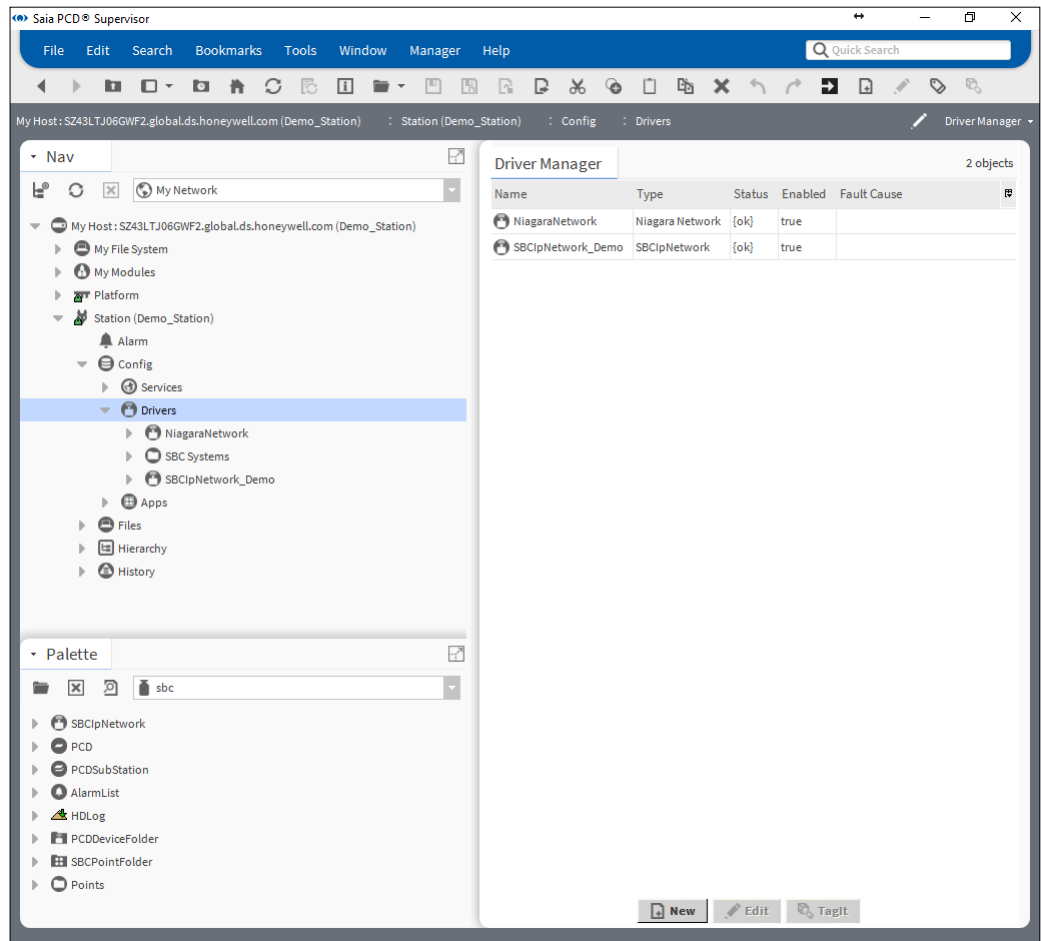 Saia PCD® Supervisor
File Edit Search Bookmarks Tools Window Manager Help Quick Search
My Host : SZ43LTJ06GWF2.global.ds.honeywell.com (Demo_Station) : Station (Demo_Station) : Config : Drivers Driver Manager
Nav
My Network
My Host : SZ43LTJ06GWF2.global.ds.honeywell.com (Demo_Station)
My File System
My Modules
Platform
Station (Demo_Station)
Alarm
Config
Services
Drivers
NiagaraNetwork
SBC Systems
SBCIpNetwork_Demo
Apps
Files
Hierarchy
History
Palette
sbc
SBCIpNetwork
PCD
PCDSubStation
AlarmList
HDLog
PCDDeviceFolder
SBCPointFolder
Points
Driver Manager 2 objects
Name Type Status Enabled Fault Cause
NiagaraNetwork Niagara Network {ok} true
SBCIpNetwork_Demo SBCIpNetwork {ok} true
New Edit TagIt